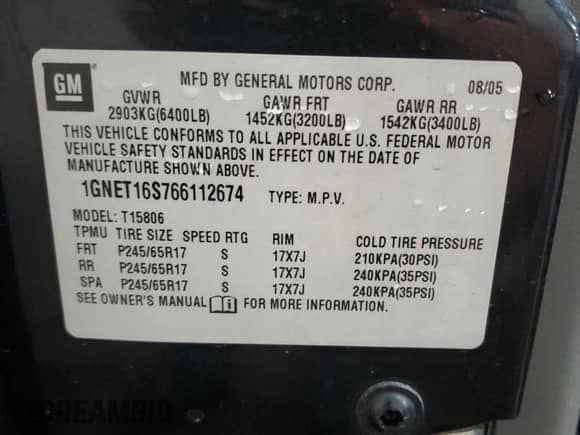 GM
MFD BY GENERAL MOTORS CORP. 08/05
GVWR GAWR FRT GAWR RR
2903KG(6400LB) 1452KG(3200LB) 1542KG(3400LB)
THIS VEHICLE CONFORMS TO ALL APPLICABLE U.S. FEDERAL MOTOR
VEHICLE SAFETY STANDARDS IN EFFECT ON THE DATE OF
MANUFACTURE SHOWN ABOVE.
1GNET16S766112674 TYPE: M.P.V.
MODEL: T15806
TPMU TIRE SIZE SPEED RTG RIM COLD TIRE PRESSURE
FRT P245/65R17 S 17X7J 210KPA(30PSI)
RR P245/65R17 S 17X7J 240KPA(35PSI)
SPA P245/65R17 S 17X7J 240KPA(35PSI)
SEE OWNER'S MANUAL FOR MORE INFORMATION.
DREAMBID